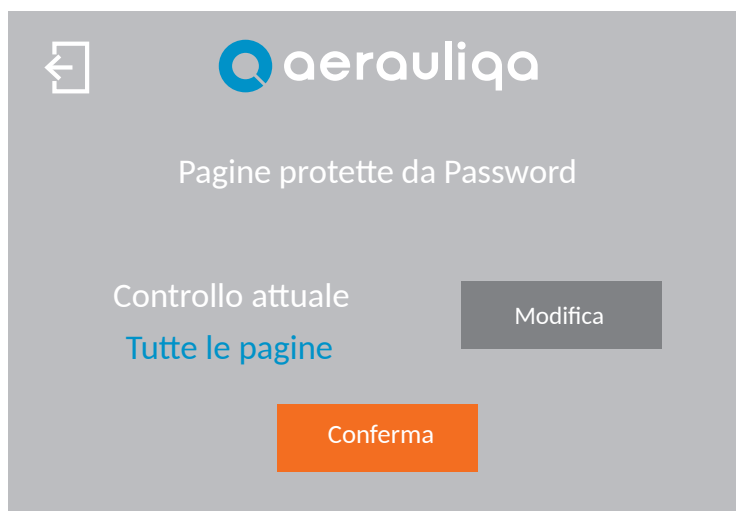 aerauliqa
Pagine protette da Password
Controllo attuale
Modifica
Tutte le pagine
Conferma